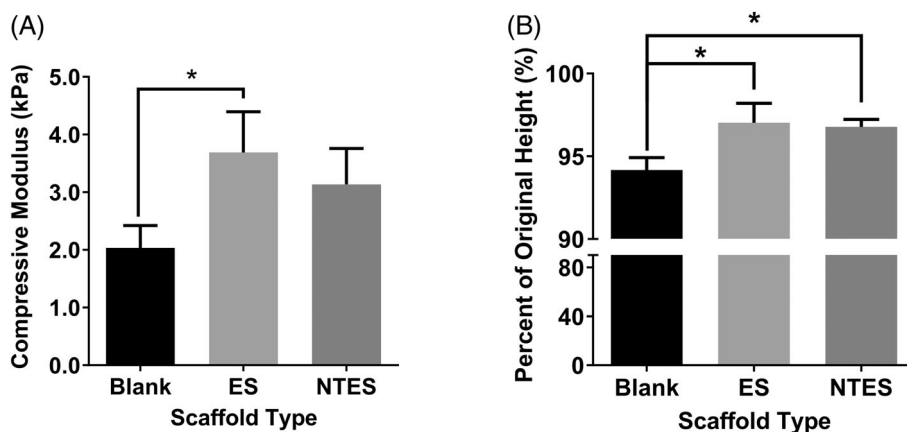 (A)
Compressive Modulus (kPa)
5.0
4.0
3.0
2.0
1.0
0.0
*
Blank ES NTES
Scaffold Type
(B)
Percent of Original Height (%)
100
95
90
80
40
0
*
*
Blank ES NTES
Scaffold Type